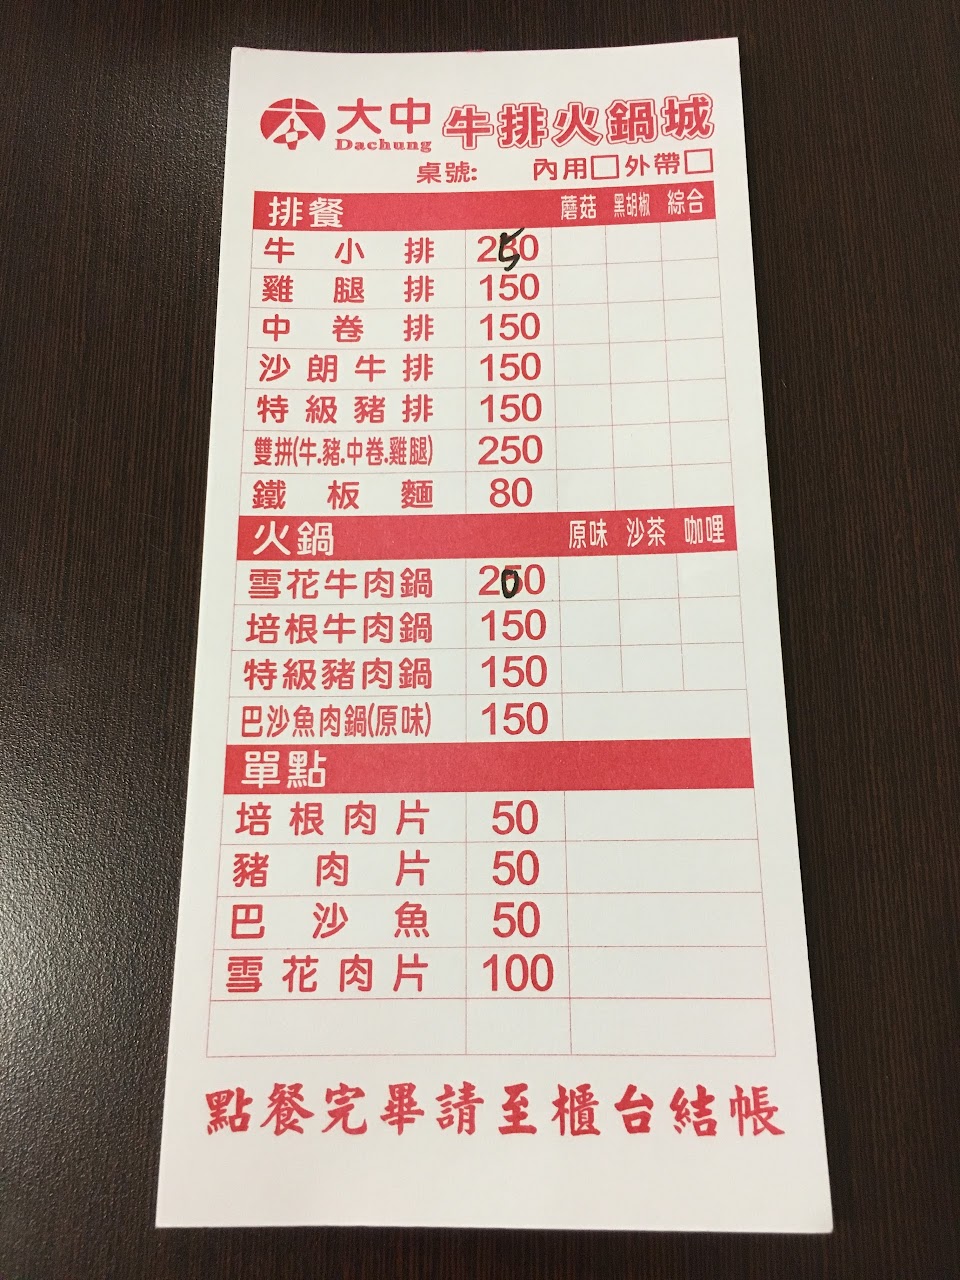 大中 牛排火鍋城
Dachung
桌號: 內用□外帶□
排餐 蘑菇 黑胡椒 綜合
牛小排 250
雞腿排 150
中卷排 150
沙朗牛排 150
特級豬排 150
雙拼(牛.豬.中卷.雞腿) 250
鐵板麵 80
火鍋 原味 沙茶 咖哩
雪花牛肉鍋 200
培根牛肉鍋 150
特級豬肉鍋 150
巴沙魚肉鍋(原味) 150
單點
培根肉片 50
豬肉片 50
巴沙魚 50
雪花肉片 100
點餐完畢請至櫃台結帳